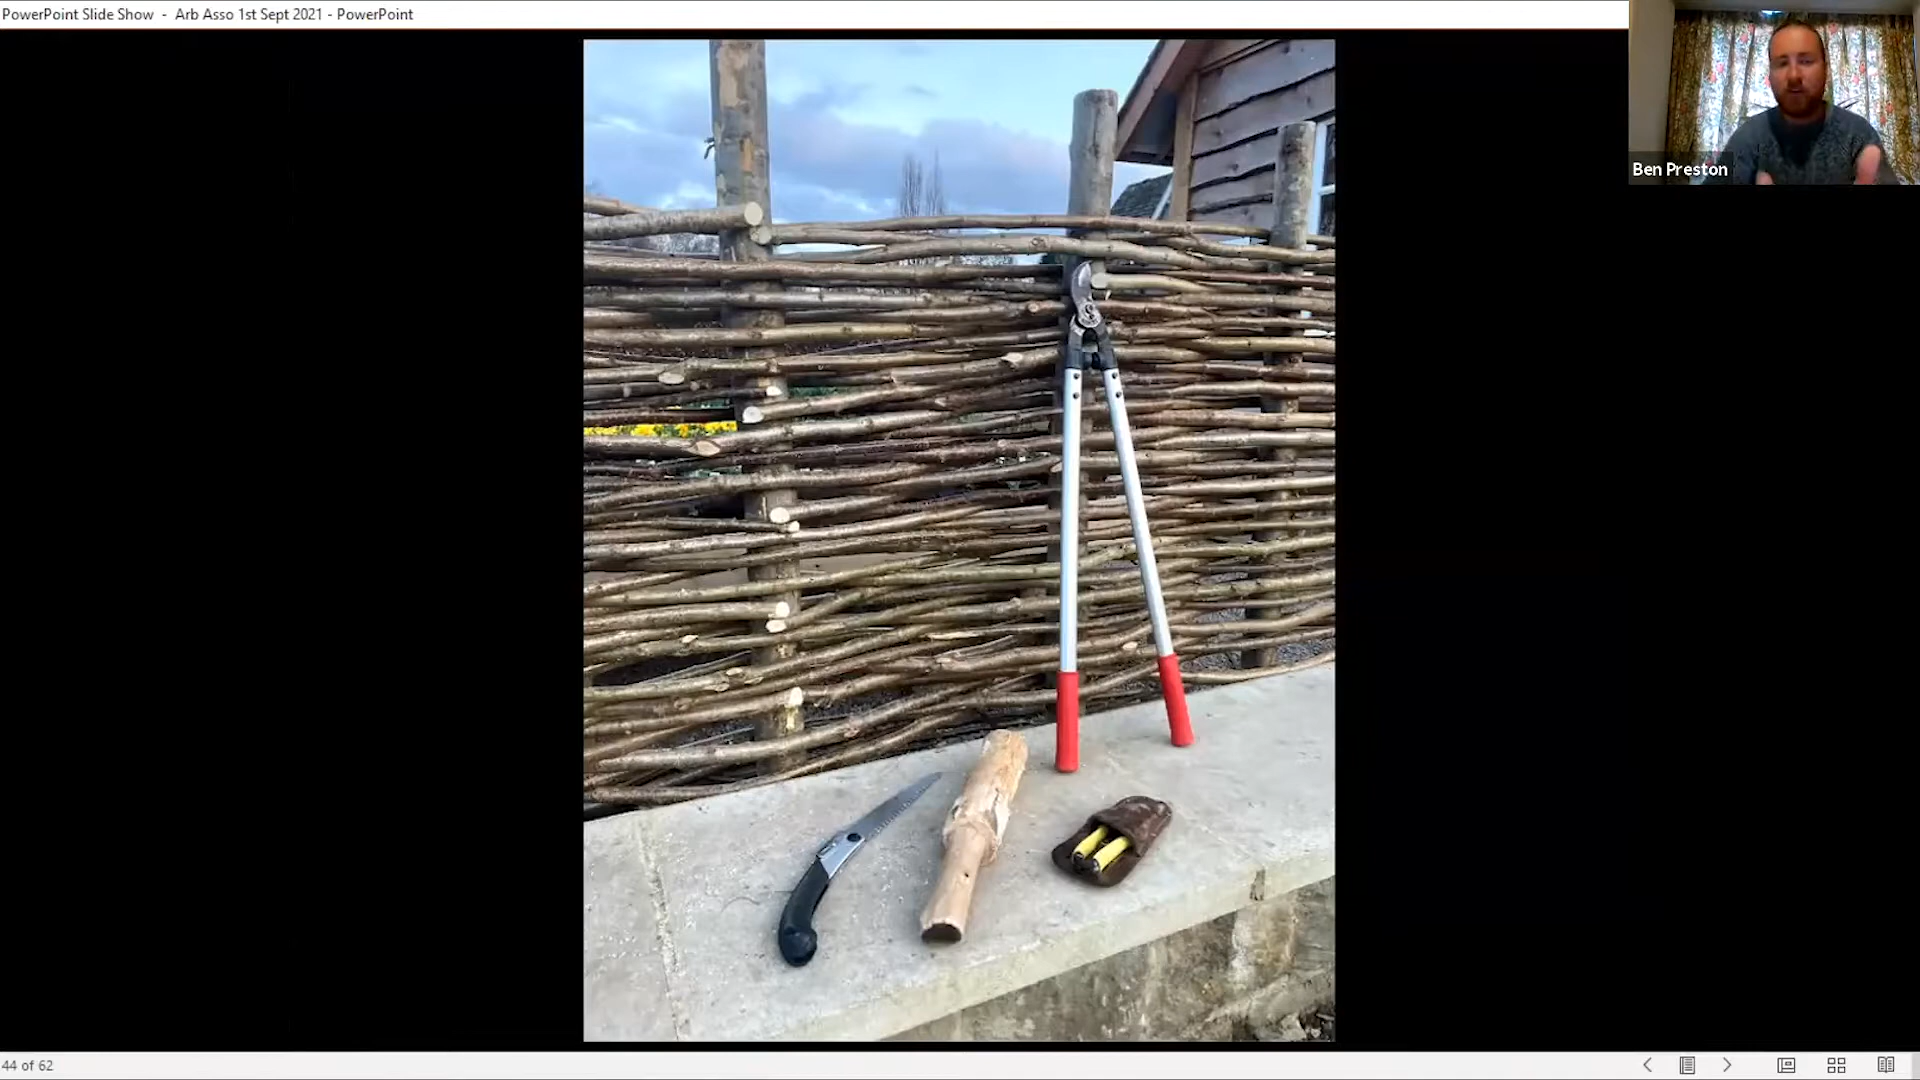 PowerPoint Slide Show - Arb Asso 1st Sept 2021 - PowerPoint
Ben Preston
44 of 62